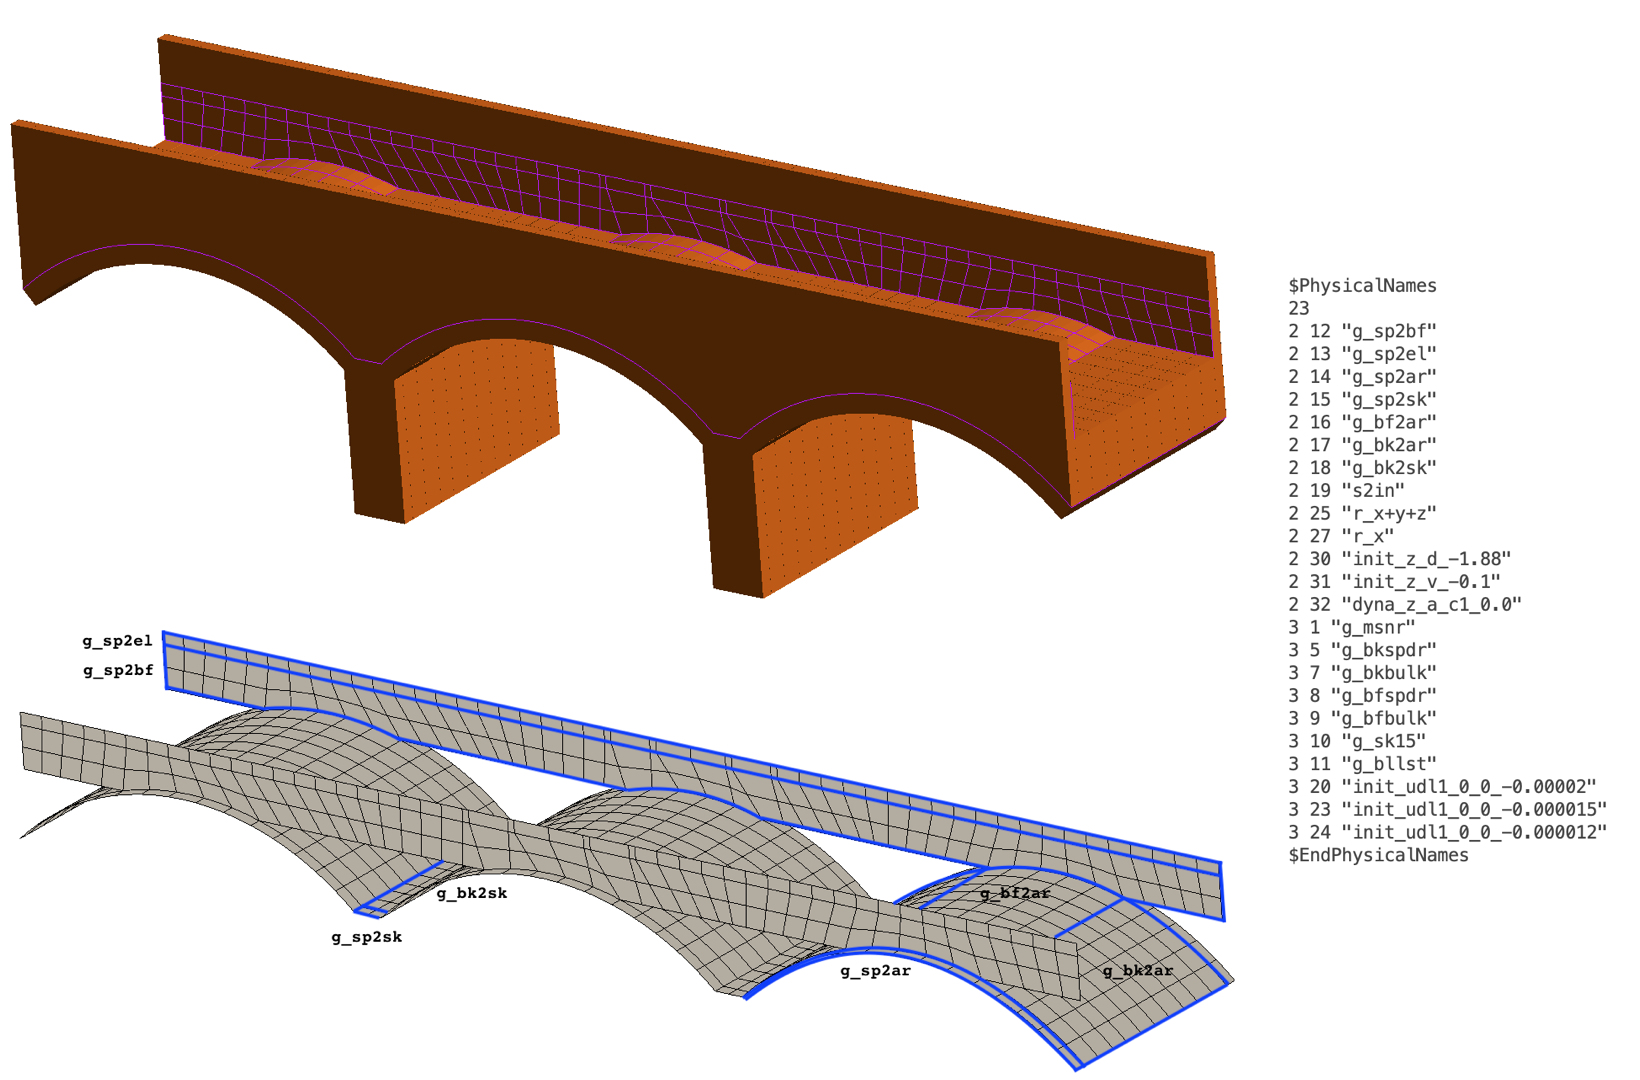 $PhysicalNames
23
2 12 "g_sp2bf"
2 13 "g_sp2el"
2 14 "g_sp2ar"
2 15 "g_sp2sk"
2 16 "g_bf2ar"
2 17 "g_bk2ar"
2 18 "g_bk2sk"
2 19 "s2in"
2 25 "r_x+y+z"
2 27 "r_x"
2 30 "init_z_d_-1.88"
2 31 "init_z_v_-0.1"
2 32 "dyna_z_a_c1_0.0"
3 1 "g_msnr"
3 5 "g_bkspdr"
3 7 "g_bkbulk"
3 8 "g_bfspdr"
3 9 "g_bfbulk"
3 10 "g_sk15"
3 11 "g_bllst"
3 20 "init_udl1_0_0_-0.00002"
3 23 "init_udl1_0_0_-0.000015"
3 24 "init_udl1_0_0_-0.000012"
$EndPhysicalNames
g_sp2el
g_sp2bf
g_bk2sk
g_bf2ar
g_sp2sk
g_sp2ar
g_bk2ar